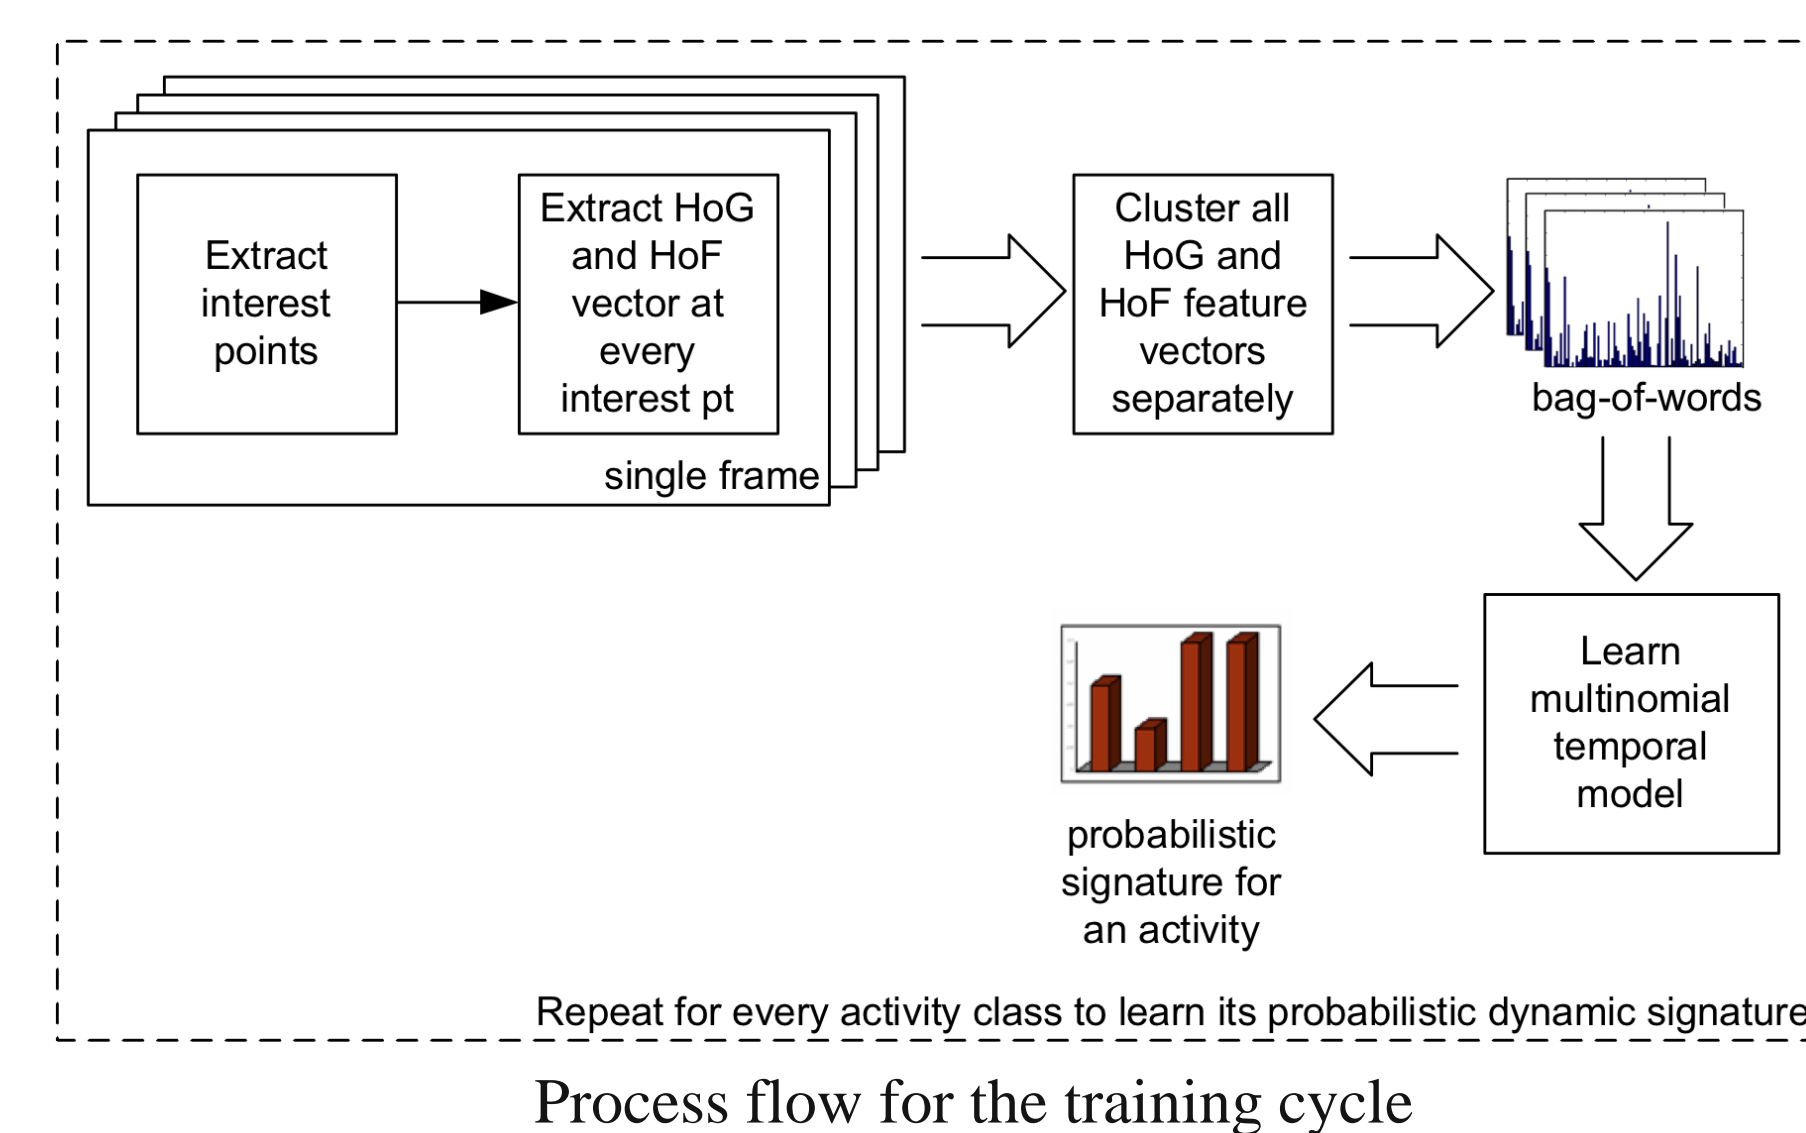 Extract
interest
points
Extract HoG
and HoF
vector at
every
interest pt
single frame
Cluster all
HoG and
HoF feature
vectors
separately
bag-of-words
Learn
multinomial
temporal
model
probabilistic
signature for
an activity
Repeat for every activity class to learn its probabilistic dynamic signature
Process flow for the training cycle